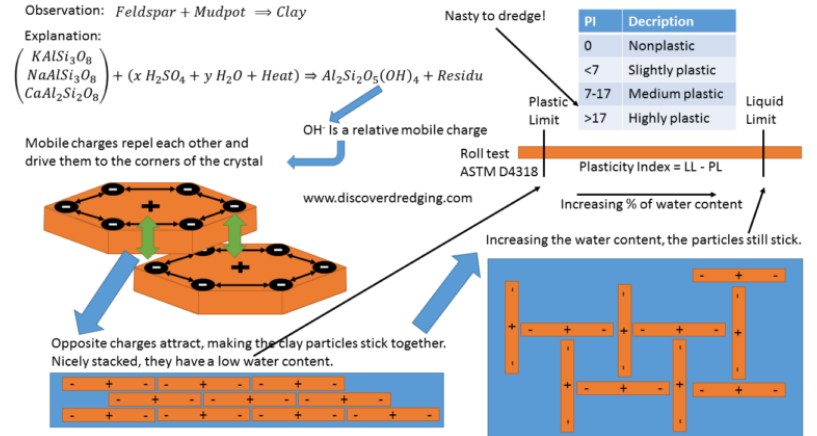 Observation: Feldspar + Mudpot ⟹ Clay
Explanation:
KAlSi₃O₈
NaAlSi₃O₈
CaAl₂Si₂O₈
+ (x H₂SO₄ + y H₂O + Heat) ⇒ Al₂Si₂O₅(OH)₄ + Residu
OH⁻ Is a relative mobile charge
Mobile charges repel each other and
drive them to the corners of the crystal
www.discoverdredging.com
Opposite charges attract, making the clay particles stick together.
Nicely stacked, they have a low water content.
Nasty to dredge!
PI Decription
0 Nonplastic
<7 Slightly plastic
7-17 Medium plastic
>17 Highly plastic
Plastic
Limit
Liquid
Limit
Roll test
ASTM D4318
Plasticity Index = LL - PL
Increasing % of water content
Increasing the water content, the particles still stick.